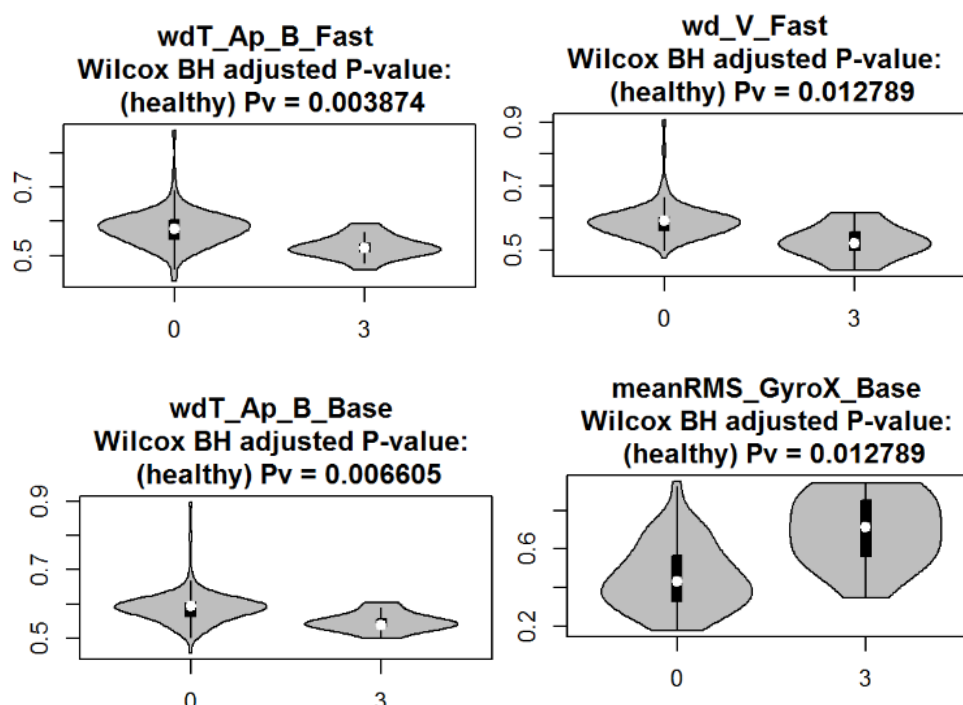 wdT_Ap_B_Fast
Wilcox BH adjusted P-value:
(healthy) Pv = 0.003874
0.7
0.5
0 3
wd_V_Fast
Wilcox BH adjusted P-value:
(healthy) Pv = 0.012789
0.9
0.7
0.5
0 3
wdT_Ap_B_Base
Wilcox BH adjusted P-value:
(healthy) Pv = 0.006605
0.9
0.7
0.5
0 3
meanRMS_GyroX_Base
Wilcox BH adjusted P-value:
(healthy) Pv = 0.012789
0.6
0.2
0 3